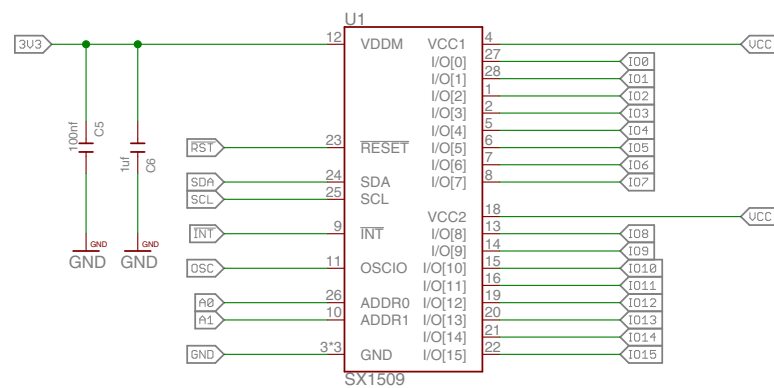 U1
3V3 12 VDDM VCC1 4 VCC
27 I/O[0] IO0
28 I/O[1] IO1
1 I/O[2] IO2
2 I/O[3] IO3
5 I/O[4] IO4
6 I/O[5] IO5
7 I/O[6] IO6
8 I/O[7] IO7
100nf C5
1uf C6
RST 23 RESET
SDA 24 SDA
SCL 25 SCL
VCC2 18 VCC
INT 9 INT
13 I/O[8] IO8
14 I/O[9] IO9
OSC 11 OSCIO
15 I/O[10] IO10
16 I/O[11] IO11
A0 26 ADDR0
19 I/O[12] IO12
A1 10 ADDR1
20 I/O[13] IO13
21 I/O[14] IO14
GND 3*3 GND
22 I/O[15] IO15
GND GND
GND GND
SX1509